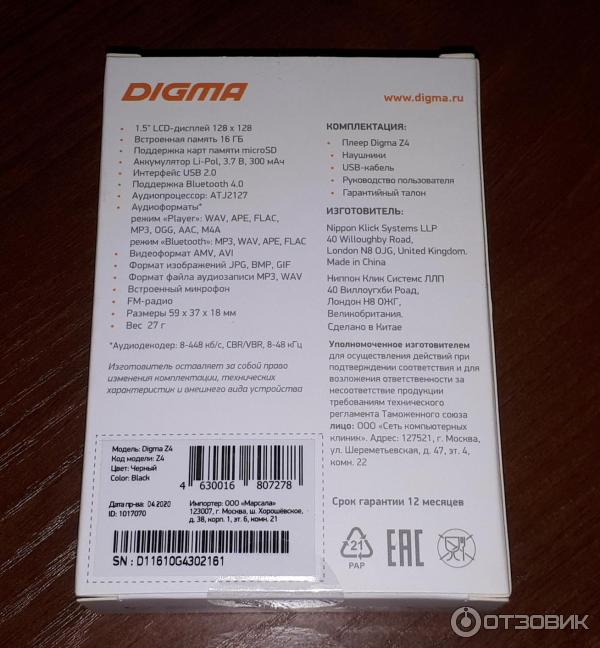 DIGMA
www.digma.ru
• 1.5" LCD-дисплей 128 x 128
• Встроенная память 16 ГБ
• Поддержка карт памяти microSD
• Аккумулятор Li-Pol, 3.7 В, 300 мАч
• Интерфейс USB 2.0
• Поддержка Bluetooth 4.0
• Аудиопроцессор: ATJ2127
• Аудиоформаты*
режим «Player»: WAV, APE, FLAC,
MP3, OGG, AAC, M4A
режим «Bluetooth»: MP3, WAV, APE, FLAC
• Видеоформат AMV, AVI
• Формат изображений JPG, BMP, GIF
• Формат файла аудиозаписи MP3, WAV
• Встроенный микрофон
• FM-радио
• Размеры 59 x 37 x 18 мм
• Вес 27 г
*Аудиодекодер: 8-448 кб/с, CBR/VBR, 8-48 кГц
Изготовитель оставляет за собой право
изменения комплектации, технических
характеристик и внешнего вида устройства
КОМПЛЕКТАЦИЯ:
• Плеер Digma Z4
• Наушники
• USB-кабель
• Руководство пользователя
• Гарантийный талон
ИЗГОТОВИТЕЛЬ:
Nippon Klick Systems LLP
40 Willoughby Road,
London N8 OJG, United Kingdom.
Made in China
Ниппон Клик Системс ЛЛП
40 Виллоугхби Роад,
Лондон Н8 ОЖГ,
Великобритания.
Сделано в Китае
Уполномоченное изготовителем
для осуществления действий при
подтверждении соответствия и для
возложения ответственности за
несоответствие продукции
требованиям технического
регламента Таможенного союза
лицо: ООО «Сеть компьютерных
клиник». Адрес: 127521, г. Москва,
ул. Шереметьевская, д. 47, эт. 4,
комн. 22
Срок гарантии 12 месяцев
Модель: Digma Z4
Код модели: Z4
Цвет: Черный
Color: Black
4 630016 807278
Дата пр-ва: 04.2020
ID: 1017070
Импортер: ООО «Марсала»
123007, г. Москва, ш. Хорошёвское,
д. 38, корп. 1, эт. 6, комн. 21
SN : D11610G4302161
21
PAP
EAC
ОТЗОВИК